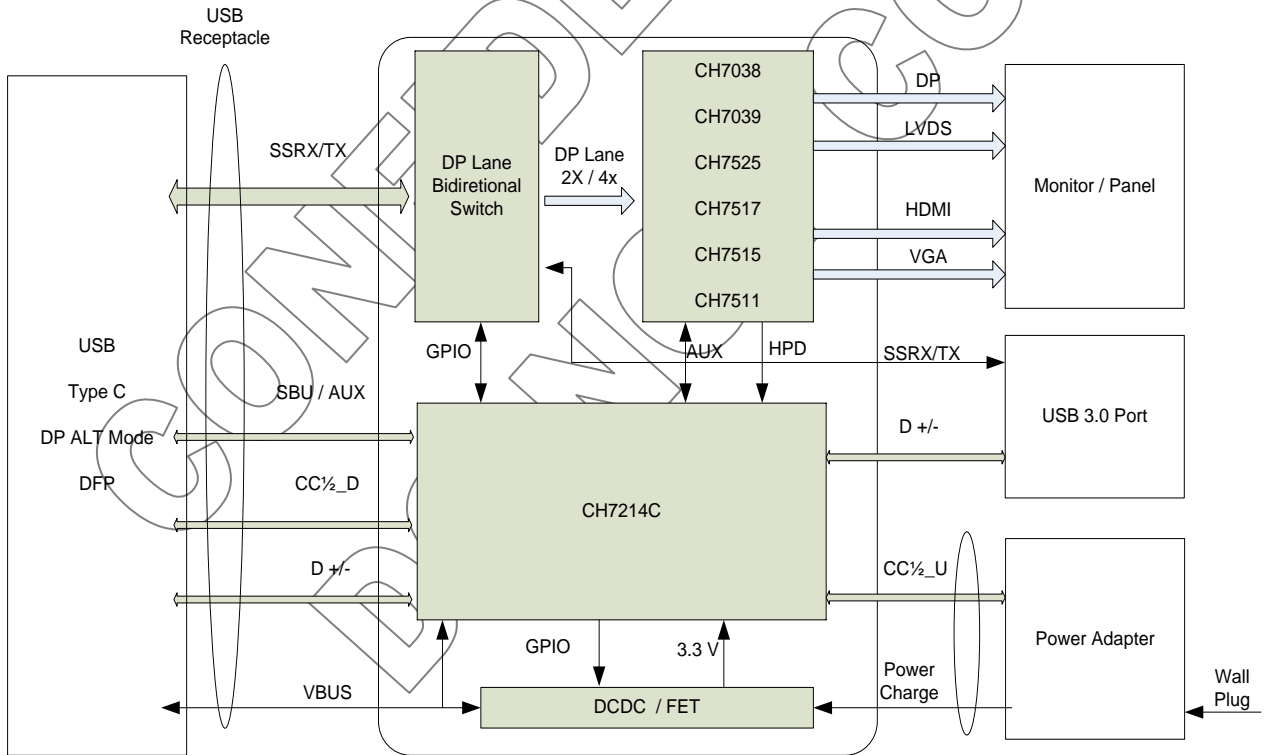 USB
Receptacle
CH7038
CH7039
CH7525
CH7517
CH7515
CH7511
DP
LVDS
HDMI
VGA
SSRX/TX
DP Lane
Bidiretional
Switch
DP Lane
2X / 4x
Monitor / Panel
GPIO
AUX
HPD
SSRX/TX
USB
Type C
DP ALT Mode
DFP
SBU / AUX
CC½_D
D +/-
CH7214C
D +/-
USB 3.0 Port
CC½_U
Power Adapter
GPIO
3.3 V
VBUS
DCDC / FET
Power
Charge
Wall
Plug